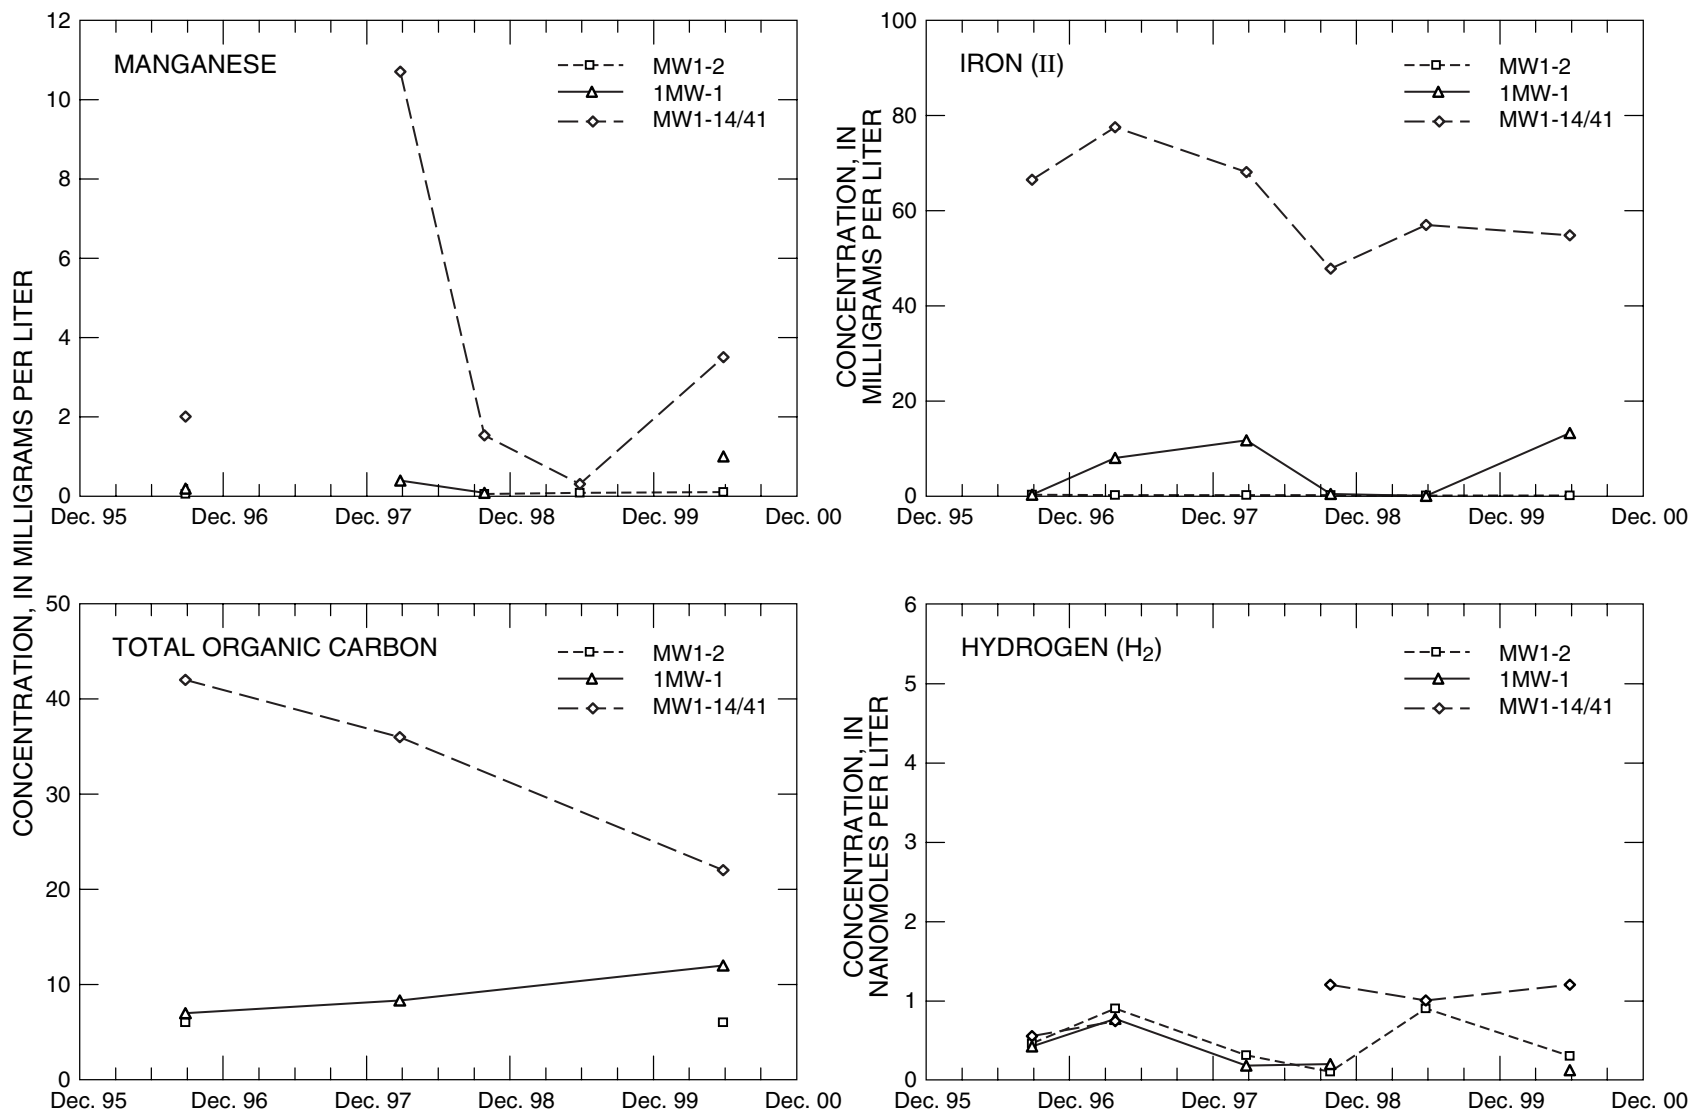 CONCENTRATION, IN MILLIGRAMS PER LITER
MANGANESE
MW1-2
1MW-1
MW1-14/41
12
10
8
6
4
2
0
Dec. 95 Dec. 96 Dec. 97 Dec. 98 Dec. 99 Dec. 00
IRON (II)
MW1-2
1MW-1
MW1-14/41
CONCENTRATION, IN
MILLIGRAMS PER LITER
100
80
60
40
20
0
Dec. 95 Dec. 96 Dec. 97 Dec. 98 Dec. 99 Dec. 00
TOTAL ORGANIC CARBON
MW1-2
1MW-1
MW1-14/41
50
40
30
20
10
0
Dec. 95 Dec. 96 Dec. 97 Dec. 98 Dec. 99 Dec. 00
HYDROGEN (H₂)
MW1-2
1MW-1
MW1-14/41
CONCENTRATION, IN
NANOMOLES PER LITER
6
5
4
3
2
1
0
Dec. 95 Dec. 96 Dec. 97 Dec. 98 Dec. 99 Dec. 00